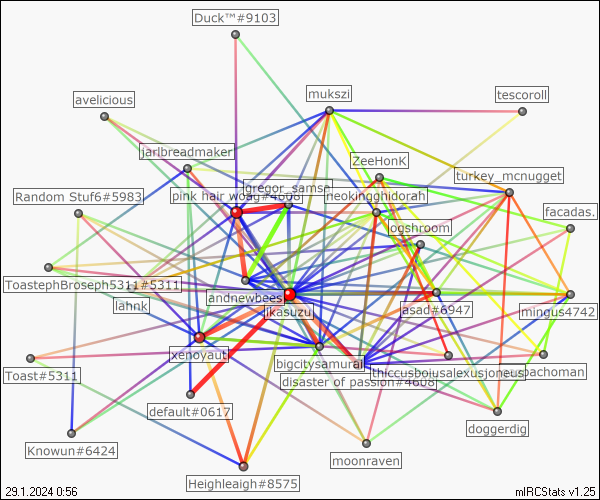 Duck™#9103
mukszi
tescoroll
avelicious
jarlbreadmaker
ZeeHonK
turkey_mcnugget
gregor_samsa
Random Stuf6#5983
pink hair woag#4608
neokingghidorah
facadas.
ogshroom
ToastephBroseph5311#5311
andnewbees
lahnk
ikasuzu
asad#6947
mingus4742
xenoyaut
bigcitysamurai
Toast#5311
thiccusboiusalexusjoneus
pachoman
disaster of passion#4608
default#0617
doggerdig
Knowun#6424
moonraven
Heighleaigh#8575
29.1.2024 0:56
mIRCStats v1.25